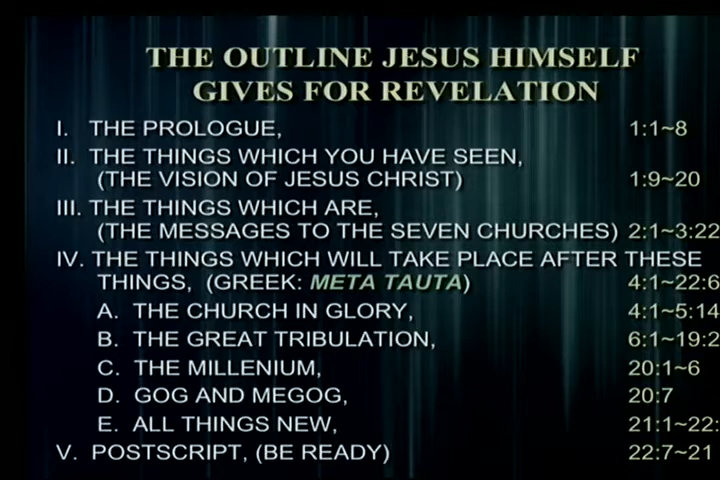 THE OUTLINE JESUS HIMSELF
GIVES FOR REVELATION
I. THE PROLOGUE, 1:1~8
II. THE THINGS WHICH YOU HAVE SEEN,
(THE VISION OF JESUS CHRIST) 1:9~20
III. THE THINGS WHICH ARE,
(THE MESSAGES TO THE SEVEN CHURCHES) 2:1~3:22
IV. THE THINGS WHICH WILL TAKE PLACE AFTER THESE
THINGS, (GREEK: META TAUTA) 4:1~22:6
A. THE CHURCH IN GLORY, 4:1~5:14
B. THE GREAT TRIBULATION, 6:1~19:2
C. THE MILLENIUM, 20:1~6
D. GOG AND MEGOG, 20:7
E. ALL THINGS NEW, 21:1~22:
V. POSTSCRIPT, (BE READY) 22:7~21